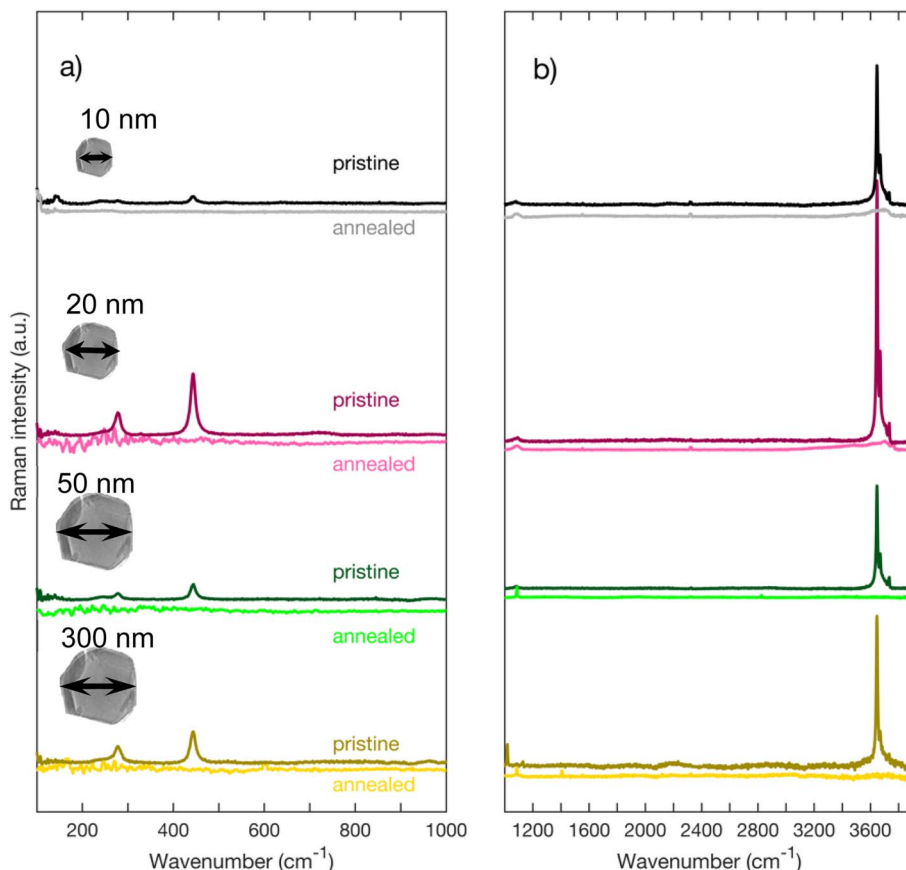 a)
10 nm
pristine
annealed
20 nm
pristine
annealed
50 nm
pristine
annealed
300 nm
pristine
annealed
Raman intensity (a.u.)
200 400 600 800 1000
Wavenumber (cm⁻¹)
b)
1200 1600 2000 2400 2800 3200 3600
Wavenumber (cm⁻¹)